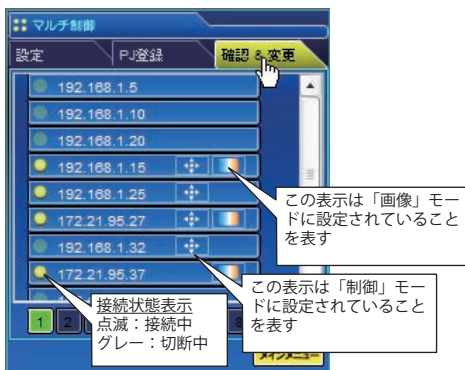 マルチ制御
設定 PJ登録 確認 & 変更
192.168.1.5
192.168.1.10
192.168.1.20
192.168.1.15
192.168.1.25
172.21.95.27
192.168.1.32
172.21.95.37
この表示は「画像」モー
ドに設定されていること
を表す
この表示は「制御」モー
ドに設定されていること
を表す
接続状態表示
点滅:接続中
グレー:切断中
1 2
メインメニュー